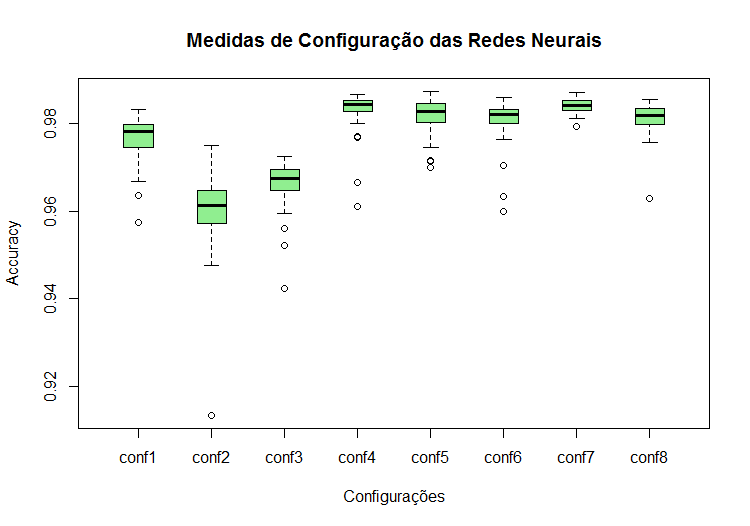 Medidas de Configuração das Redes Neurais
0.98
0.96
0.94
0.92
Accuracy
conf1 conf2 conf3 conf4 conf5 conf6 conf7 conf8
Configurações